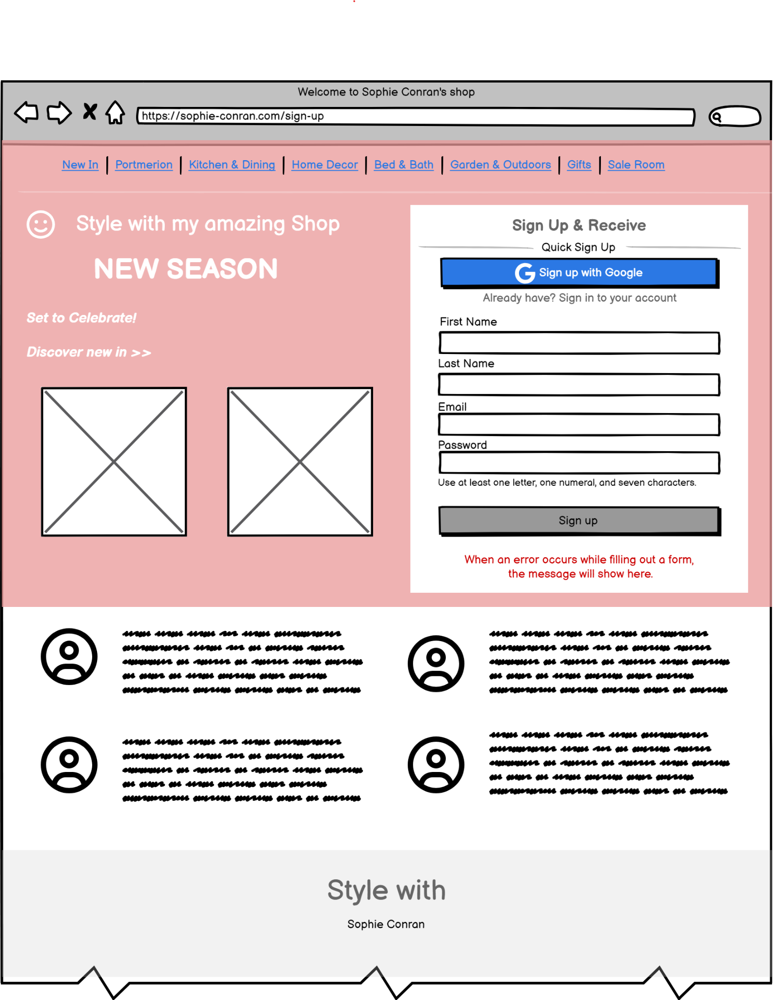 Welcome to Sophie Conran's shop
https://sophie-conran.com/sign-up
New In | Portmerion | Kitchen & Dining | Home Decor | Bed & Bath | Garden & Outdoors | Gifts | Sale Room
Style with my amazing Shop
NEW SEASON
Set to Celebrate!
Discover new in >>
Sign Up & Receive
Quick Sign Up
Sign up with Google
Already have? Sign in to your account
First Name
Last Name
Email
Password
Use at least one letter, one numeral, and seven characters.
Sign up
When an error occurs while filling out a form,
the message will show here.
Style with
Sophie Conran